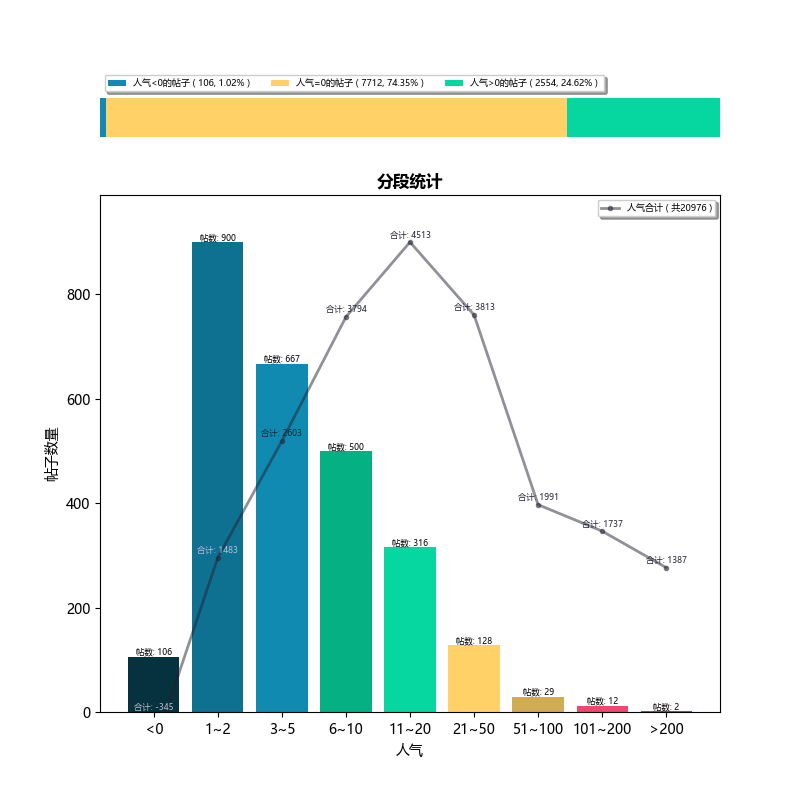 人气<0的帖子 ( 106, 1.02% ) 人气=0的帖子 ( 7712, 74.35% ) 人气>0的帖子 ( 2554, 24.62% )
分段统计
人气合计 ( 共20976 )
合计: 4513
帖数: 900
合计: 3794
合计: 3813
帖数: 667
合计: 2603
帖数: 500
合计: 1991
合计: 1737
合计: 1387
合计: 1483
帖数: 316
帖数: 128
帖数: 106
帖数: 29
帖数: 12
帖数: 2
合计: -345
800
600
400
200
0
帖子数量
<0 1~2 3~5 6~10 11~20 21~50 51~100 101~200 >200
人气